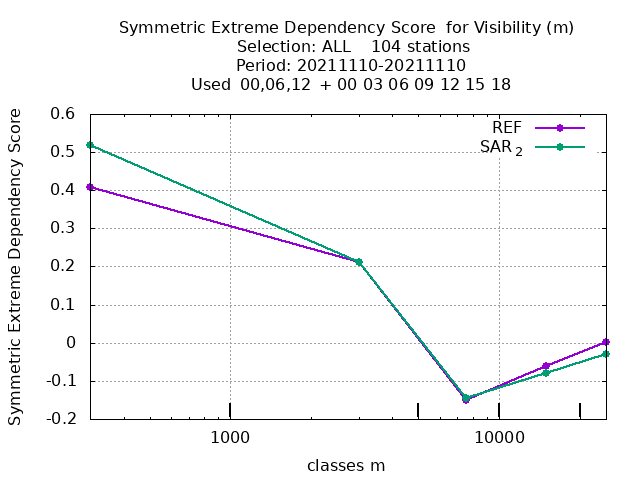 Symmetric Extreme Dependency Score  for Visibility (m)
Selection: ALL    104 stations
Period: 20211110-20211110
Used  00,06,12  + 00 03 06 09 12 15 18
Symmetric Extreme Dependency Score
0.6
0.5
0.4
0.3
0.2
0.1
0
-0.1
-0.2
REF
SAR 2
1000
10000
classes m